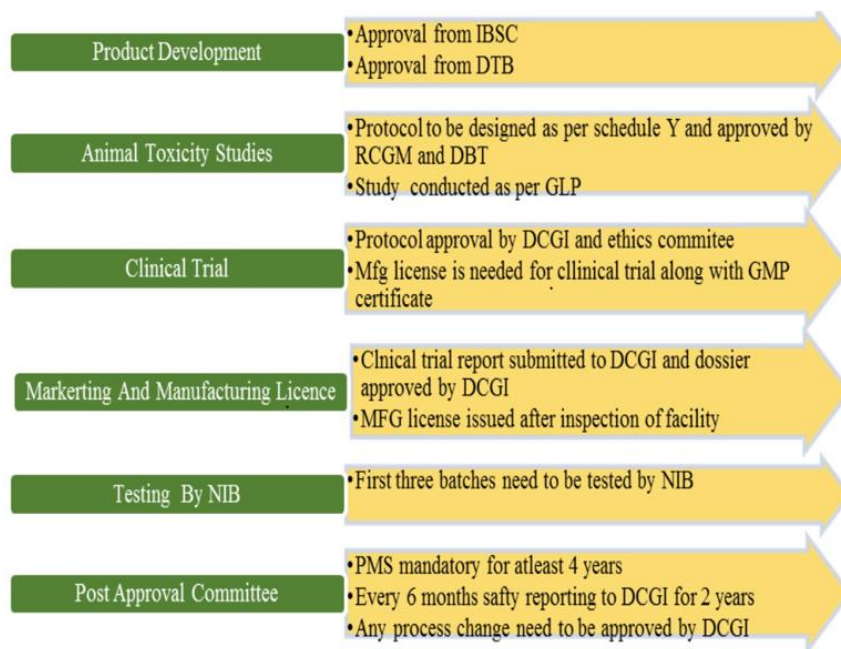 Product Development
•Approval from IBSC
•Approval from DTB
Animal Toxicity Studies
•Protocol to be designed as per schedule Y and approved by
RCGM and DBT
•Study conducted as per GLP
Clinical Trial
•Protocol approval by DCGI and ethics commitee
•Mfg license is needed for cllinical trial along with GMP
certificate
Markerting And Manufacturing Licence
•Clnical trial report submitted to DCGI and dossier
approved by DCGI
•MFG license issued after inspection of facility
Testing By NIB
•First three batches need to be tested by NIB
Post Approval Committee
•PMS mandatory for atleast 4 years
•Every 6 months safty reporting to DCGI for 2 years
•Any process change need to be approved by DCGI